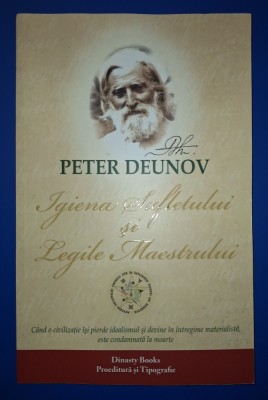 PETER DEUNOV
Igiena Sufletului
și
Legile Maestrului
Când o civilizație își pierde idealismul și devine în întregime materialistă,
este condamnată la moarte
Dinasty Books
Proeditură și Tipografie